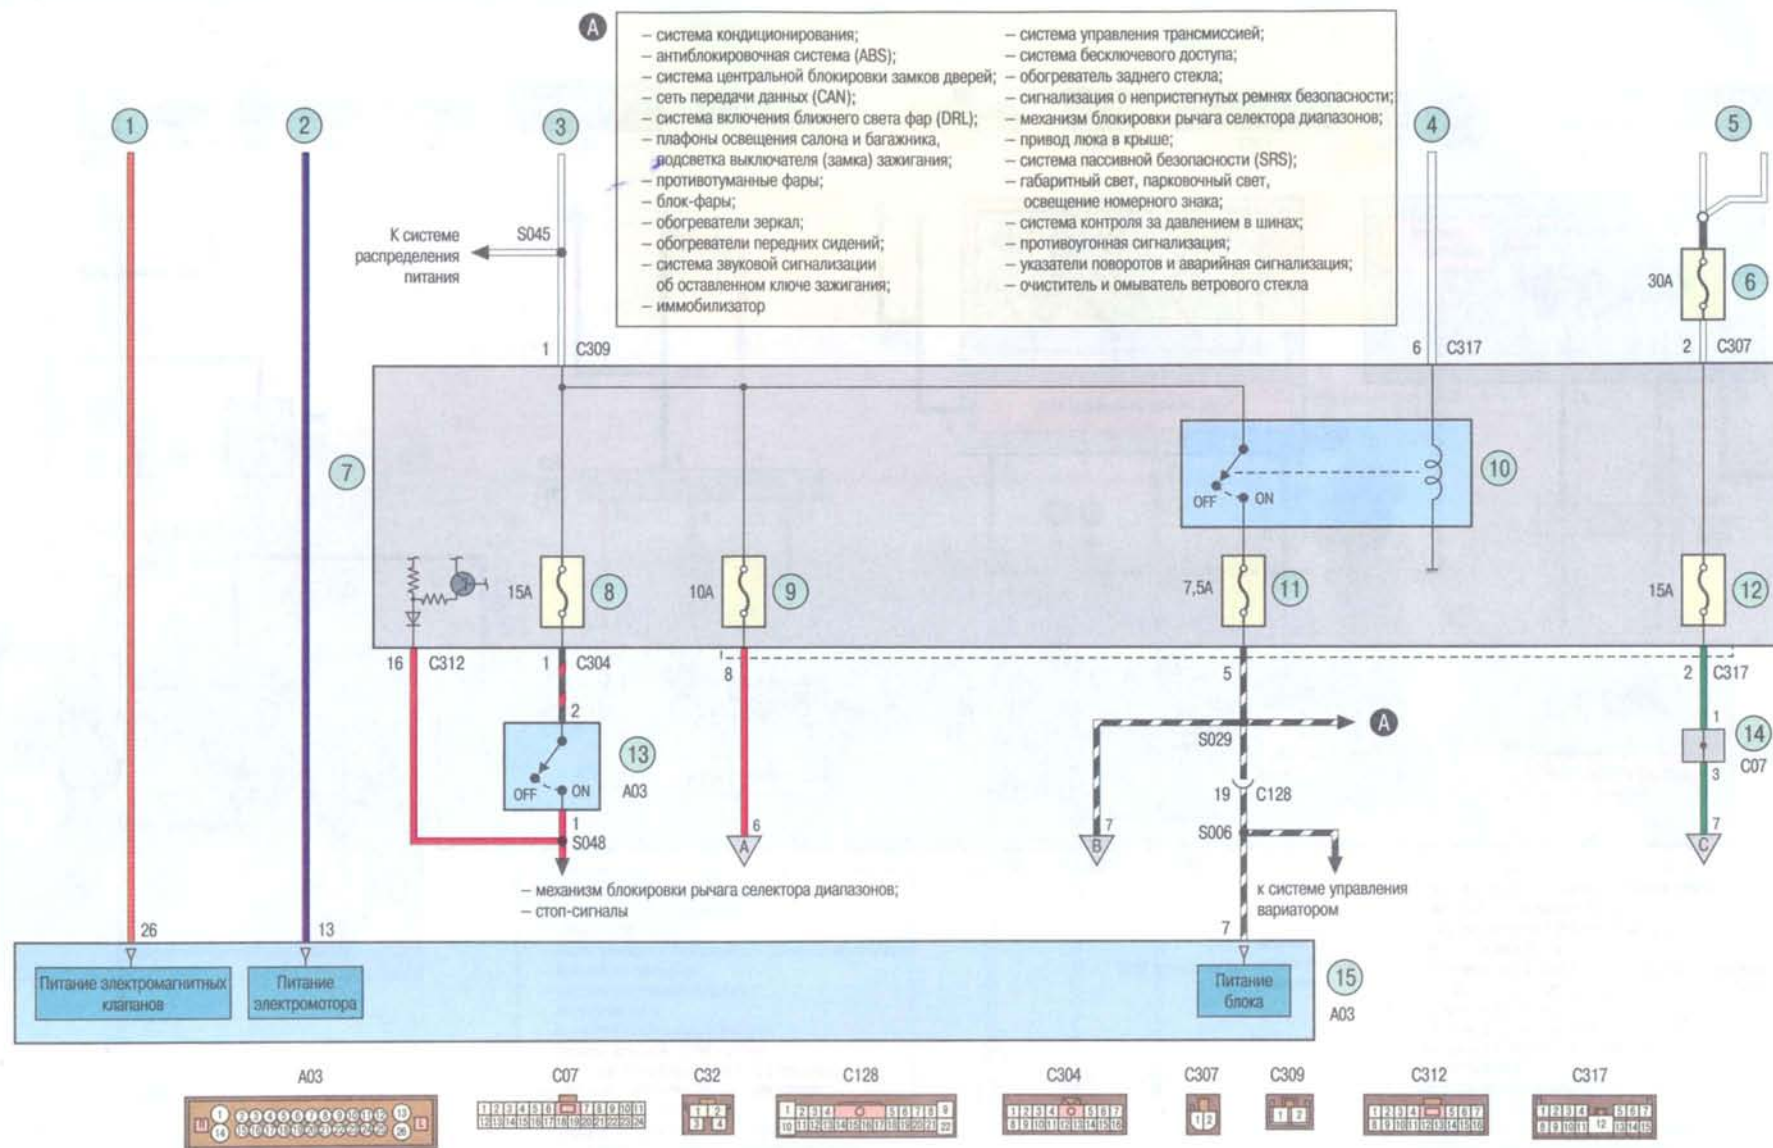 A
– система кондиционирования;
– антиблокировочная система (ABS);
– система центральной блокировки замков дверей;
– сеть передачи данных (CAN);
– система включения ближнего света фар (DRL);
– плафоны освещения салона и багажника,
подсветка выключателя (замка) зажигания;
– противотуманные фары;
– блок-фары;
– обогреватели зеркал;
– обогреватели передних сидений;
– система звуковой сигнализации
об оставленном ключе зажигания;
– иммобилизатор
– система управления трансмиссией;
– система бесключевого доступа;
– обогреватель заднего стекла;
– сигнализация о непристегнутых ремнях безопасности;
– механизм блокировки рычага селектора диапазонов;
– привод люка в крыше;
– система пассивной безопасности (SRS);
– габаритный свет, парковочный свет,
освещение номерного знака;
– система контроля за давлением в шинах;
– противоугонная сигнализация;
– указатели поворотов и аварийная сигнализация;
– очиститель и омыватель ветрового стекла
1 2 3 4 5
К системе
распределения
питания
S045
30А 6
1 C309 6 C317 2 C307
7 10
OFF ON
15А 8 10А 9 7,5А 11 15А 12
16 C312 1 C304 8 5 2 C317
2
13
A03
OFF ON
1
S048
A
S029
1
14
C07
3
19 C128
6
A
7
B
S006
7
C
– механизм блокировки рычага селектора диапазонов;
– стоп-сигналы
к системе управления
вариатором
26 13 7
Питание электромагнитных
клапанов
Питание
электромотора
Питание
блока
15
A03
A03 C07 C32 C128 C304 C307 C309 C312 C317